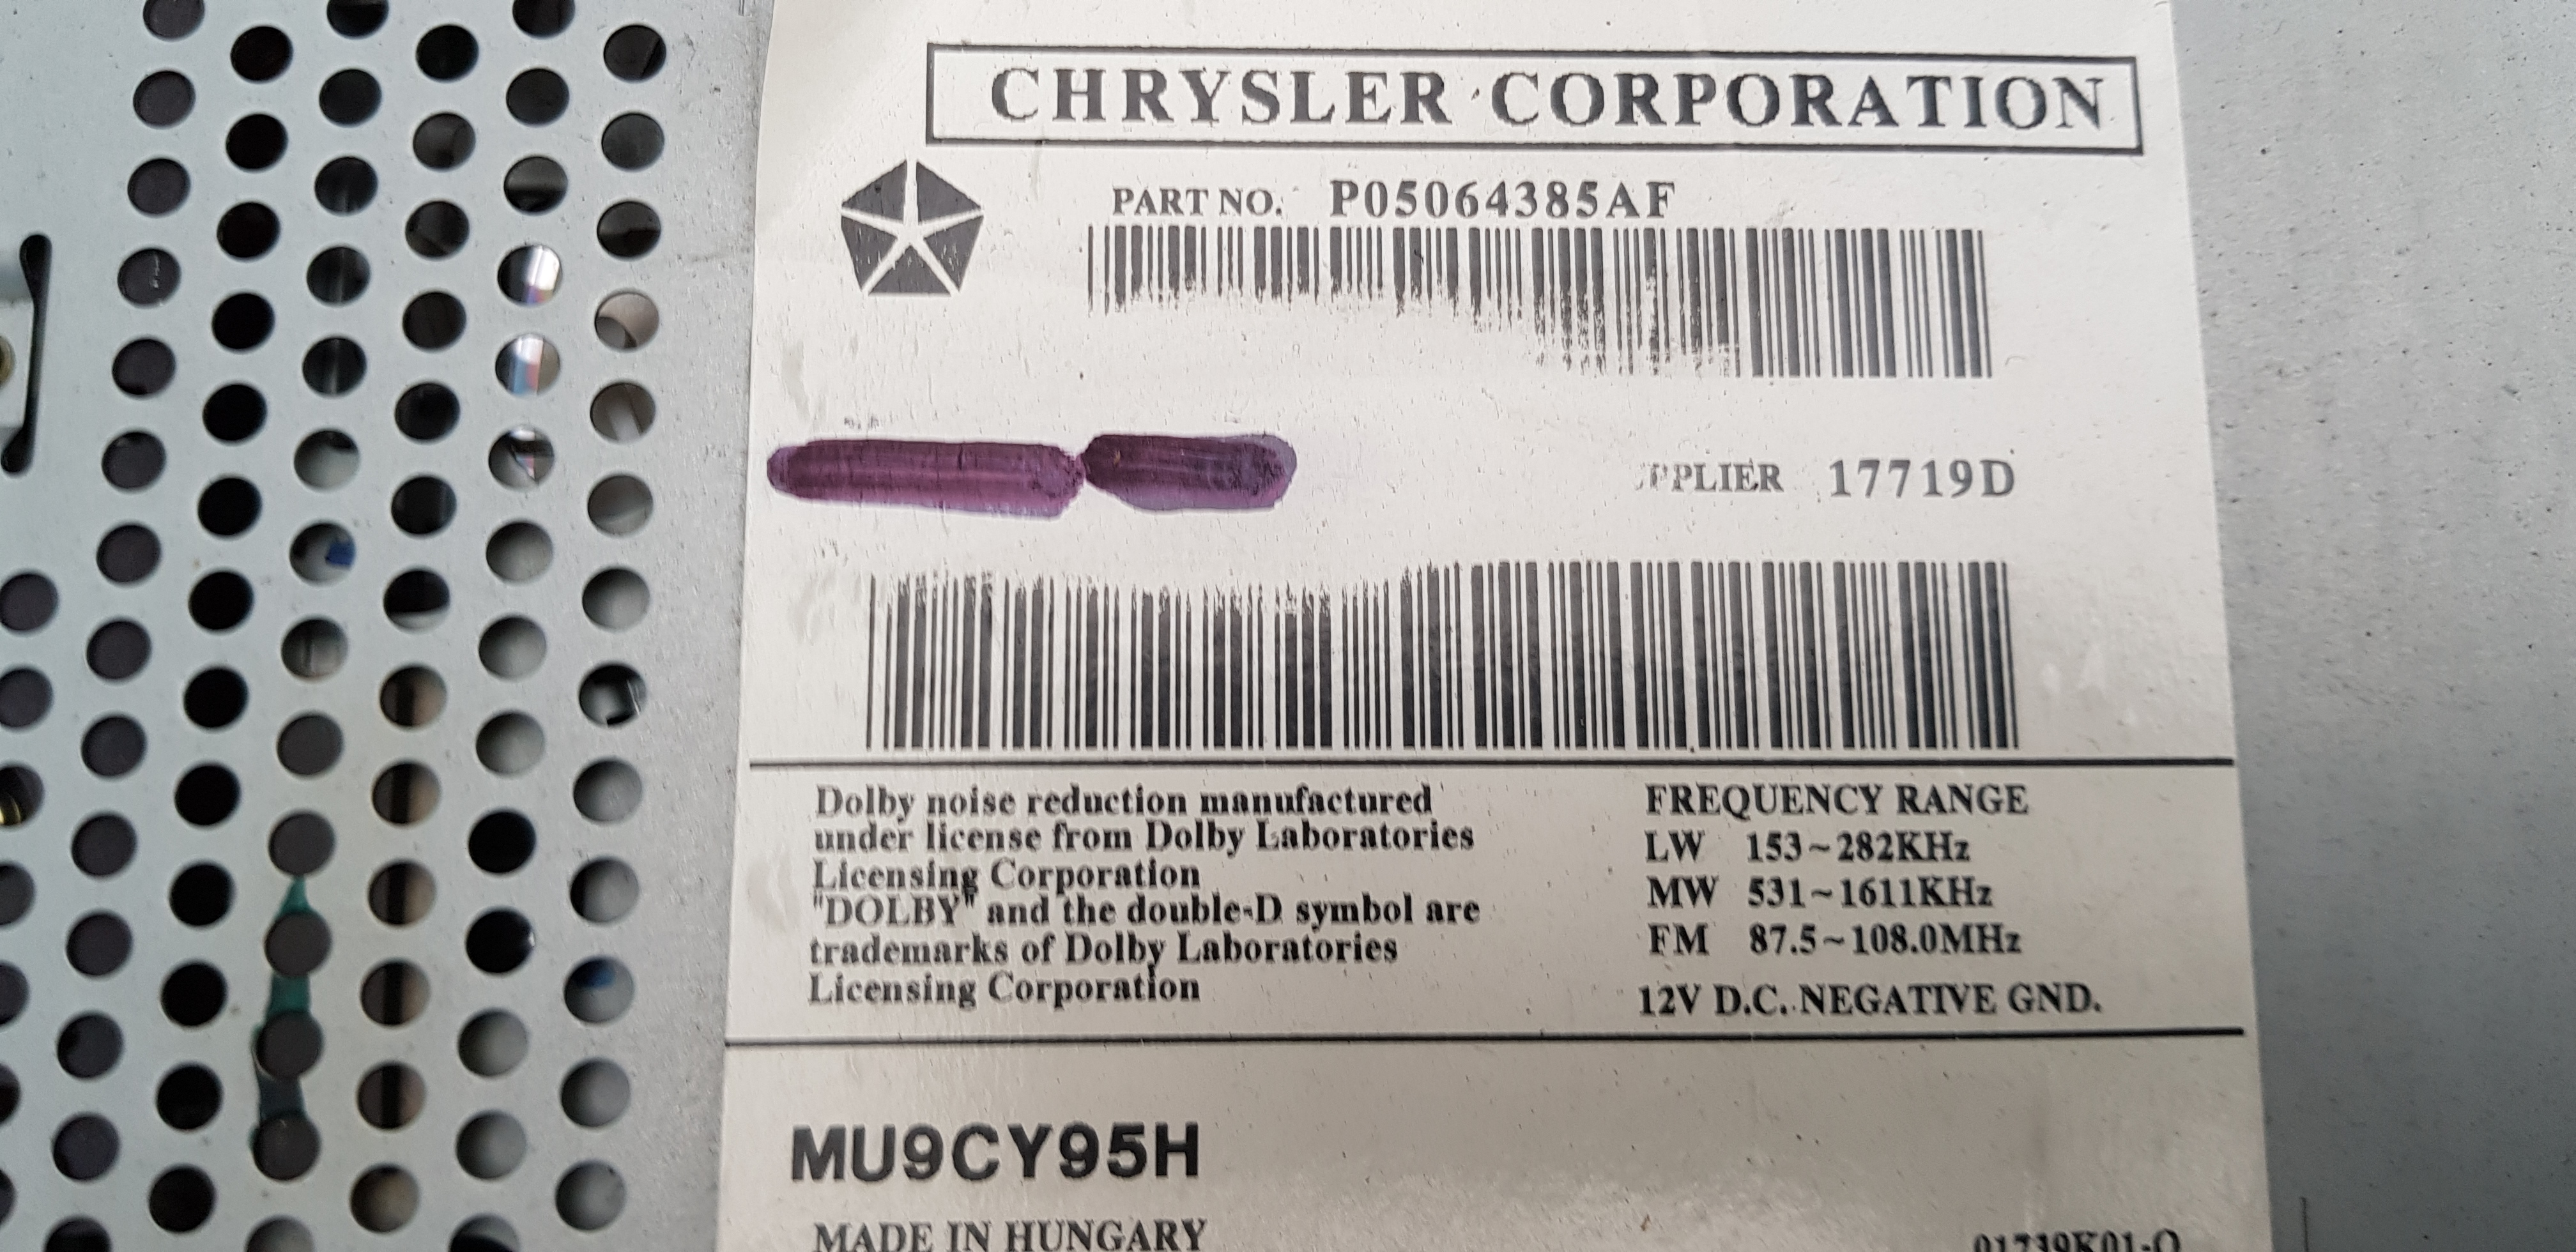 CHRYSLER CORPORATION
PART NO. P05064385AF
17719D
Dolby noise reduction manufactured
under license from Dolby Laboratories
Licensing Corporation
"DOLBY" and the double-D symbol are
trademarks of Dolby Laboratories
Licensing Corporation
FREQUENCY RANGE
LW 153~282KHz
MW 531~1611KHz
FM 87.5~108.0MHz
12V D.C. NEGATIVE GND.
MU9CY95H
MADE IN HUNGARY